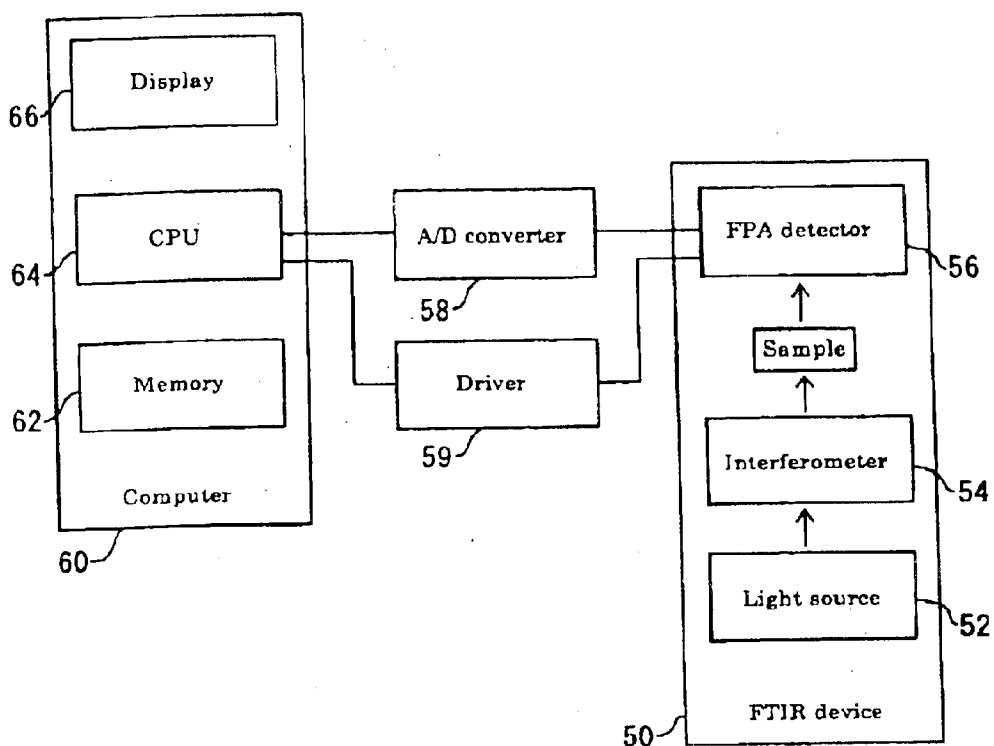 Display
66
CPU
64
A/D converter
58
FPA detector
56
Sample
Memory
62
Driver
59
Interferometer
54
Computer
60
Light source
52
FTIR device
50